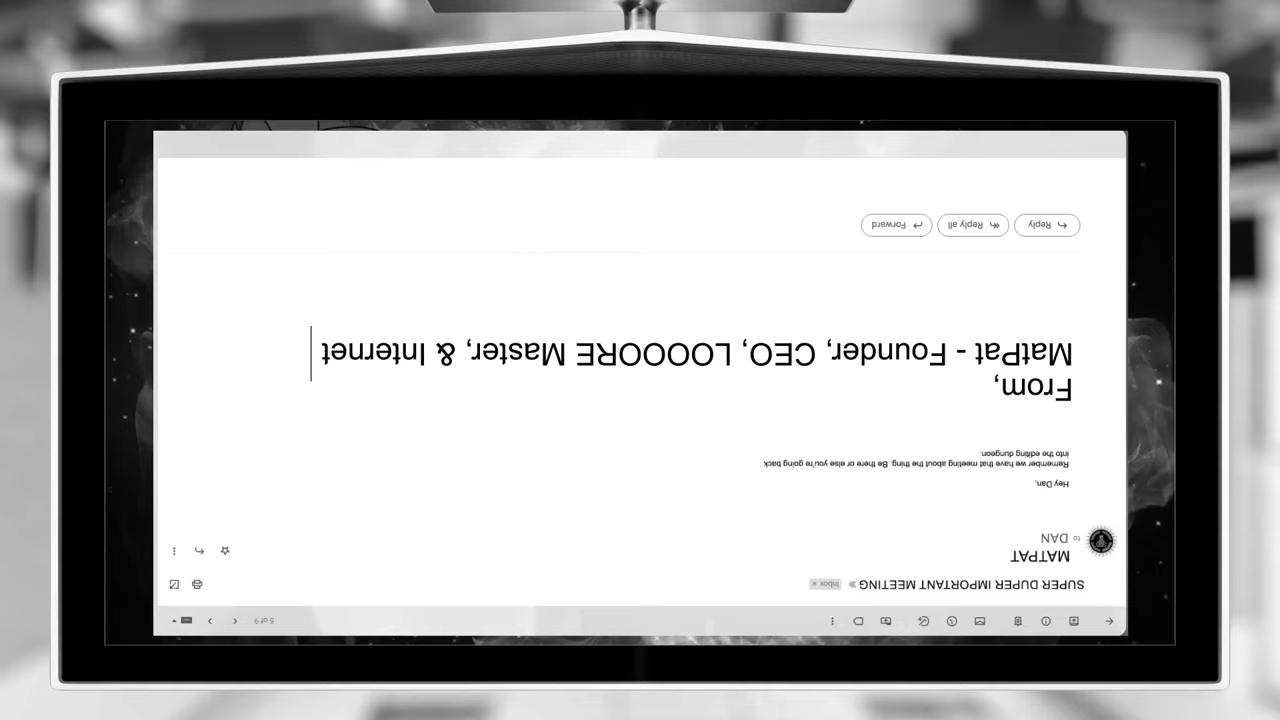 5 of 9
SUPER DUPER IMPORTANT MEETING
Inbox ×
MATPAT
to DAN
Hey Dan,
Remember we have that meeting about the thing. Be there or else you're going back
into the editing dungeon.
From,
MatPat - Founder, CEO, LOOOORE Master, & Internet
Reply
Reply all
Forward